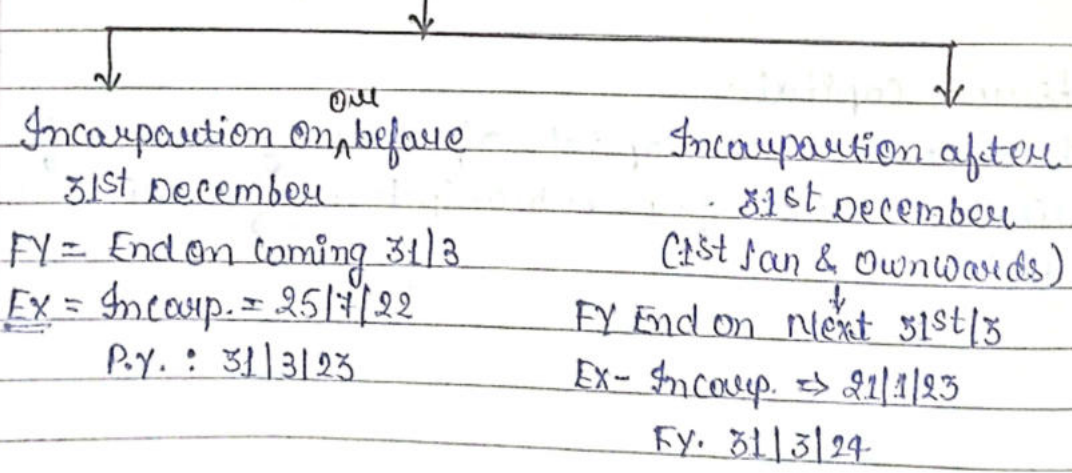 Incorporation on or before
31st December
FY = End on coming 31/3
Ex = Incorp. = 25/7/22
P.Y. : 31/3/23
Incorporation after
31st December
(1st Jan & ownwards)
FY End on Next 31st/3
Ex- Incorp. ⇒ 21/1/23
FY. 31/3/24